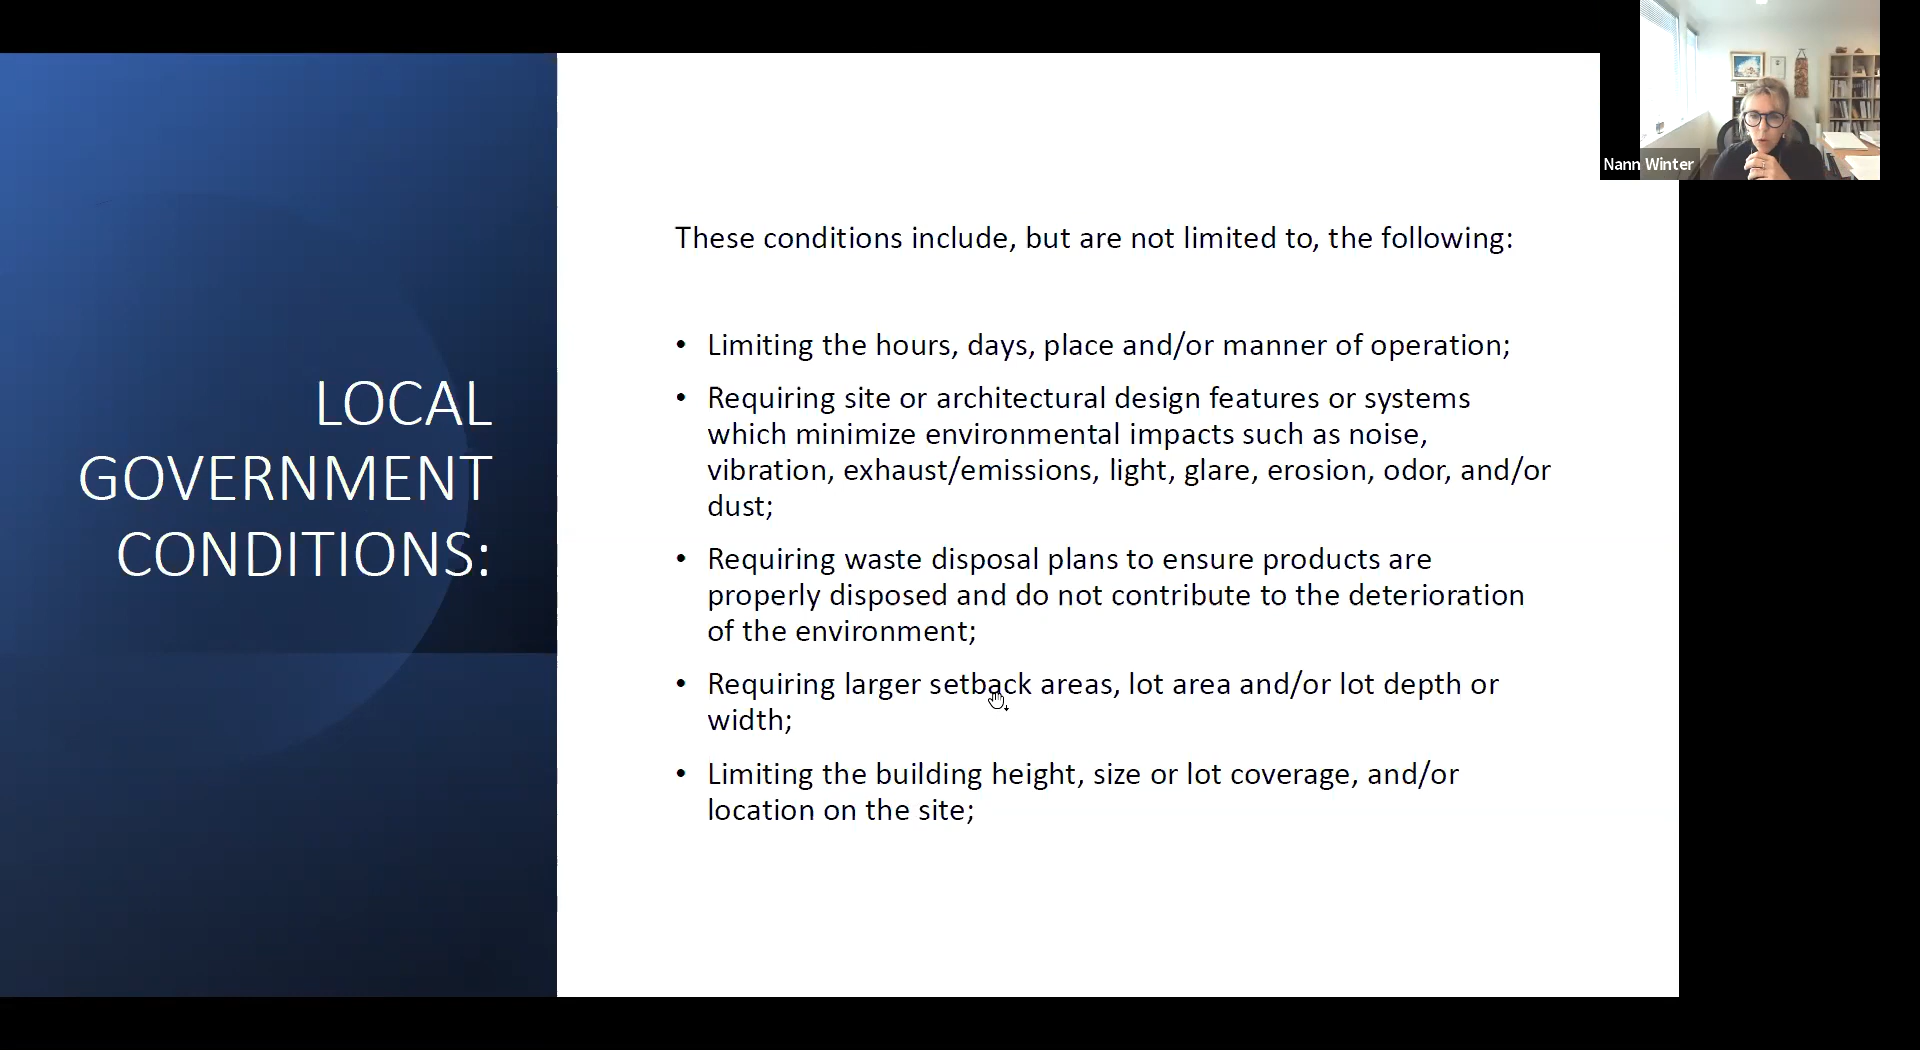 LOCAL
GOVERNMENT
CONDITIONS:
These conditions include, but are not limited to, the following:
• Limiting the hours, days, place and/or manner of operation;
• Requiring site or architectural design features or systems
which minimize environmental impacts such as noise,
vibration, exhaust/emissions, light, glare, erosion, odor, and/or
dust;
• Requiring waste disposal plans to ensure products are
properly disposed and do not contribute to the deterioration
of the environment;
• Requiring larger setback areas, lot area and/or lot depth or
width;
• Limiting the building height, size or lot coverage, and/or
location on the site;
Nann Winter